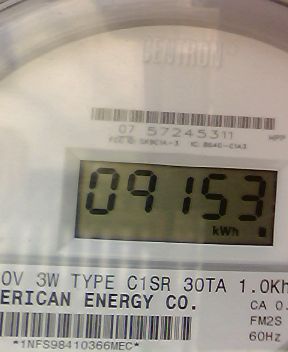 CENTRON
07 57245311
09153
kWh
0V 3W TYPE C1SR 30TA 1.0Kh
ERICAN ENERGY CO.
CA 0.
FM2S
60Hz
*1NFS98410366MEC*